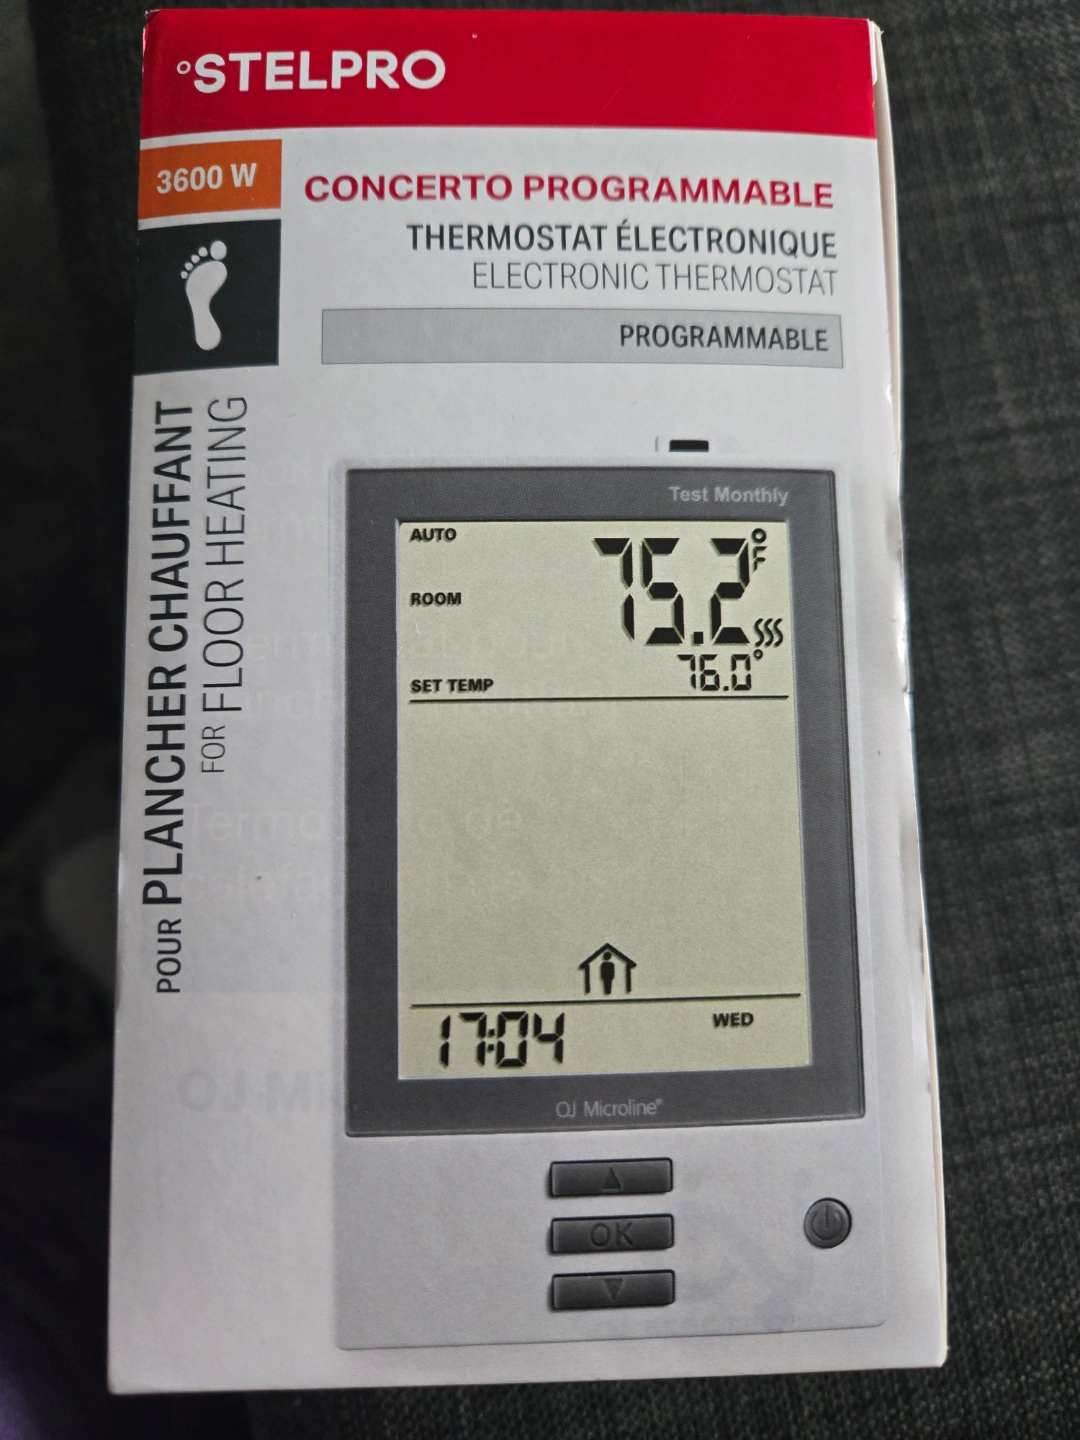 °STELPRO
3600 W
CONCERTO PROGRAMMABLE
THERMOSTAT ÉLECTRONIQUE
ELECTRONIC THERMOSTAT
PROGRAMMABLE
POUR PLANCHER CHAUFFANT
FOR FLOOR HEATING
Test Monthly
AUTO
75.2°F
ROOM
SET TEMP 76.0°
17:04 WED
OJ Microline®
OK